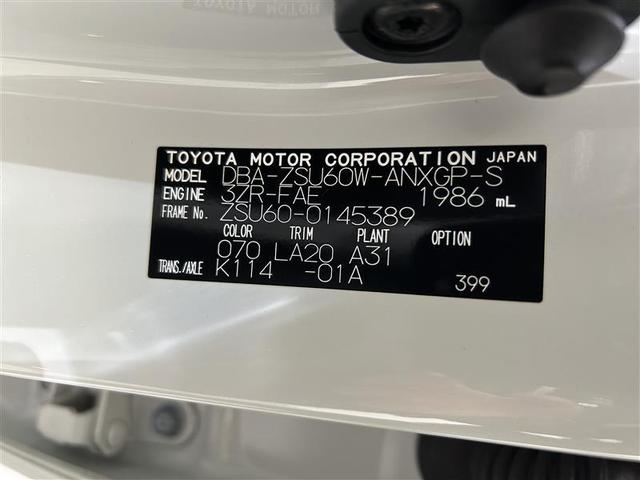 TOYOTA MOTOR CORPORATION JAPAN
MODEL DBA-ZSU60W-ANXGP-S
ENGINE 3ZR-FAE 1986 mL
FRAME NO. ZSU60-0145389
COLOR TRIM PLANT OPTION
070 LA20 A31
TRANS./AXLE K114 -01A 399